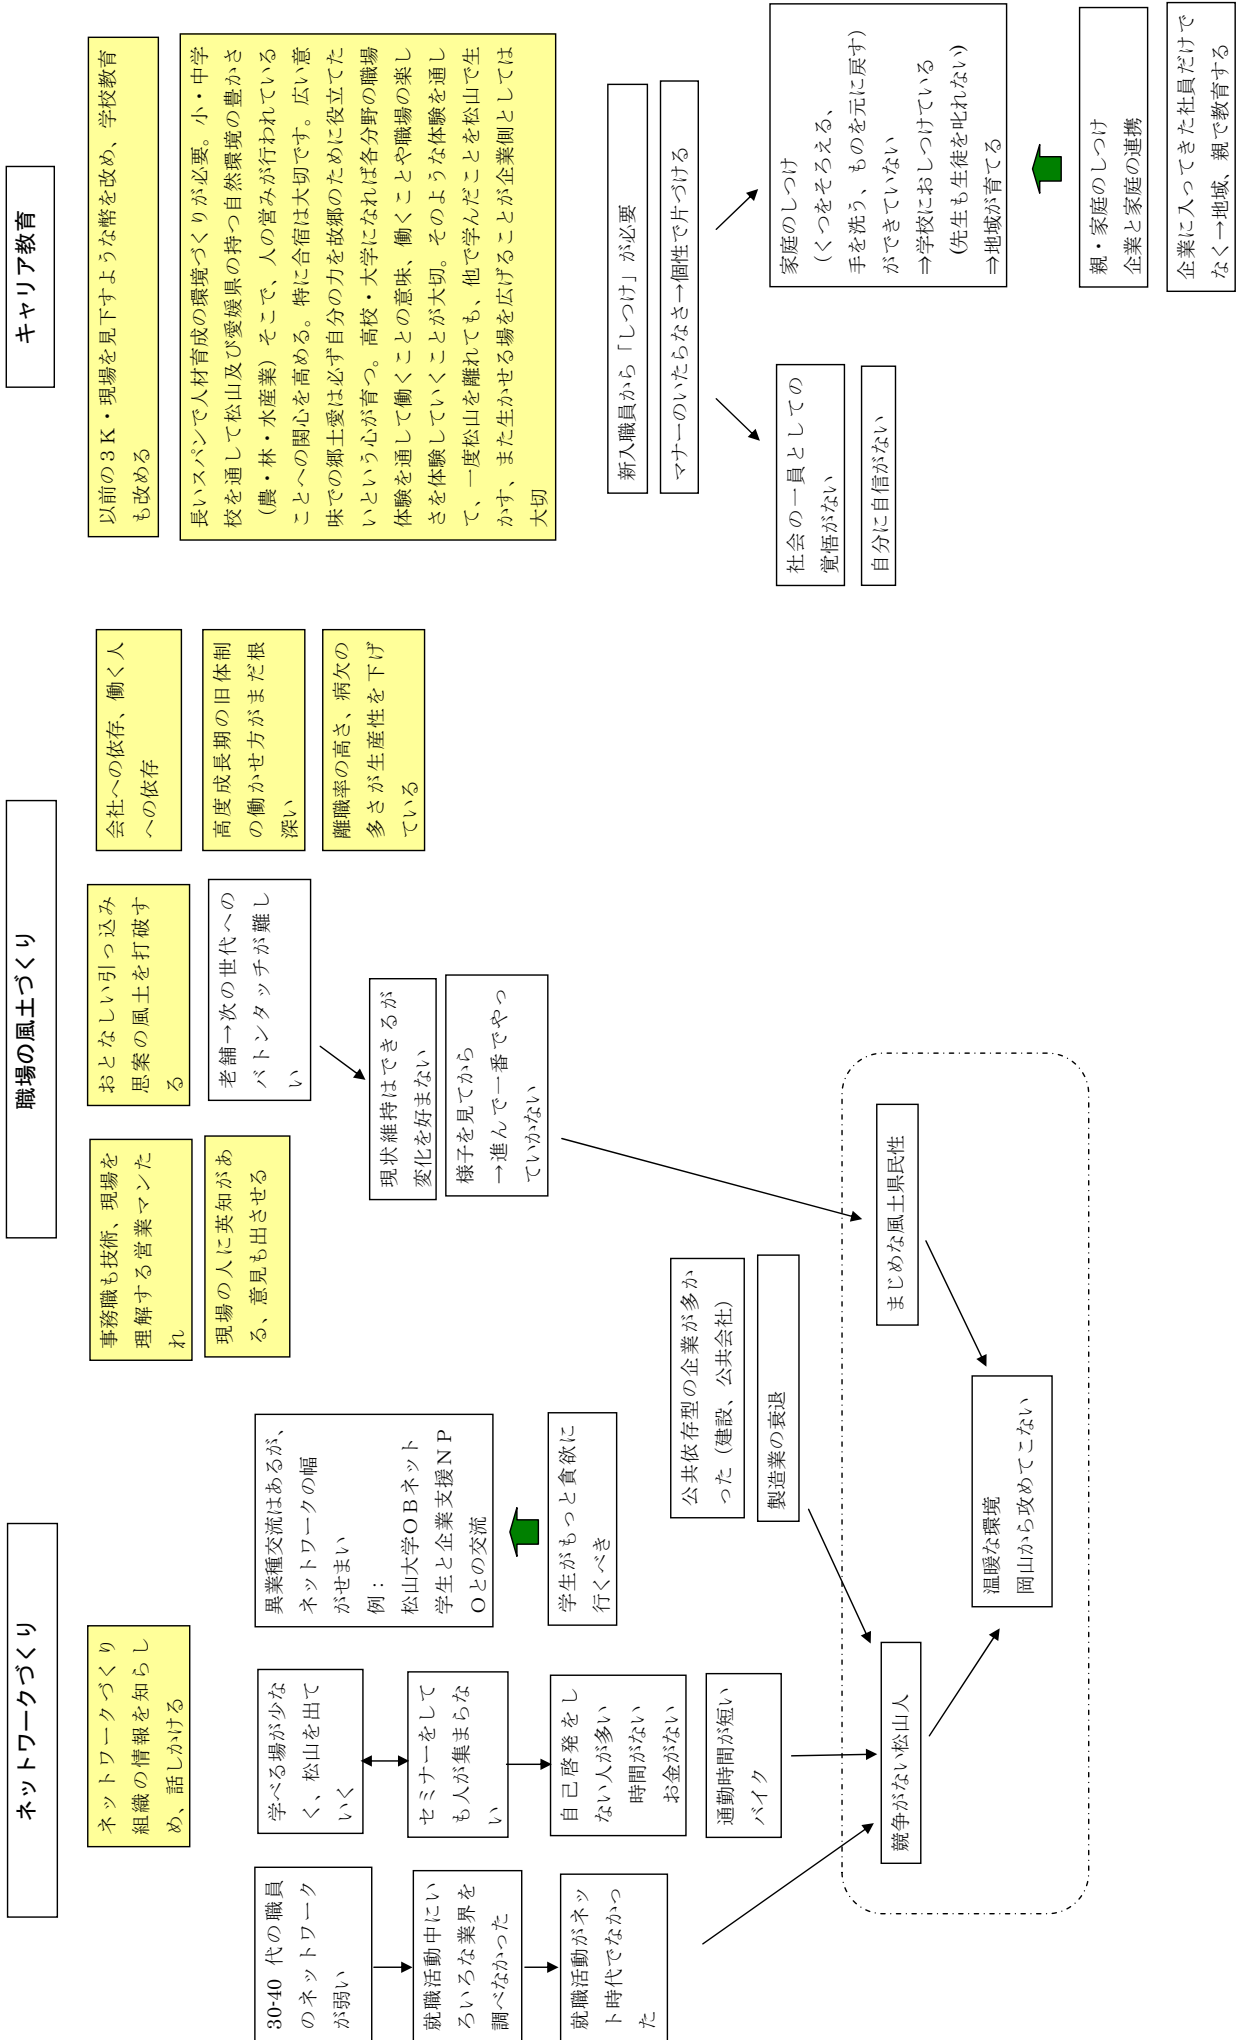 ネットワークづくり
ネットワークづくり
組織の情報を知らし
め、話しかける
30-40 代の職員
のネットワーク
が弱い
就職活動中にい
ろいろな業界を
調べなかった
就職活動がネッ
ト時代でなかっ
た
学べる場が少な
く、松山を出て
いく
セミナーをして
も人が集まらな
い
自己啓発をし
ない人が多い
時間がない
お金がない
通勤時間が短い
バイク
異業種交流はあるが、
ネットワークの幅
がせまい
例：
松山大学ＯＢネット
学生と企業支援ＮＰ
Ｏとの交流
学生がもっと貪欲に
行くべき
職場の風土づくり
事務職も技術、現場を
理解する営業マンた
れ
現場の人に英知があ
る、意見も出させる
おとなしい引っ込み
思案の風土を打破す
る
老舗→次の世代への
バトンタッチが難し
い
会社への依存、働く人
への依存
高度成長期の旧体制
の働かせ方がまだ根
深い
離職率の高さ、病欠の
多さが生産性を下げ
ている
現状維持はできるが
変化を好まない
様子を見てから
→進んで一番でやっ
ていかない
公共依存型の企業が多か
った（建設、公共会社）
製造業の衰退
競争がない松山人
まじめな風土県民性
温暖な環境
岡山から攻めてこない
キャリア教育
以前の３Ｋ・現場を見下すような幣を改め、学校教育
も改める
長いスパンで人材育成の環境づくりが必要。小・中学
校を通して松山及び愛媛県の持つ自然環境の豊かさ
（農・林・水産業）そこで、人の営みが行われている
ことへの関心を高める。特に合宿は大切です。広い意
味での郷土愛は必ず自分の力を故郷のために役立てた
いという心が育つ。高校・大学になれば各分野の職場
体験を通して働くことの意味、働くことや職場の楽し
さを体験していくことが大切。そのような体験を通し
て、一度松山を離れても、他で学んだことを松山で生
かす、また生かせる場を広げることが企業側としては
大切
新入職員から「しつけ」が必要
マナーのいたらなさ→個性で片づける
社会の一員としての
覚悟がない
自分に自信がない
家庭のしつけ
（くつをそろえる、
手を洗う、ものを元に戻す）
ができていない
⇒学校におしつけている
（先生も生徒を叱れない）
⇒地域が育てる
親・家庭のしつけ
企業と家庭の連携
企業に入ってきた社員だけで
なく→地域、親で教育する